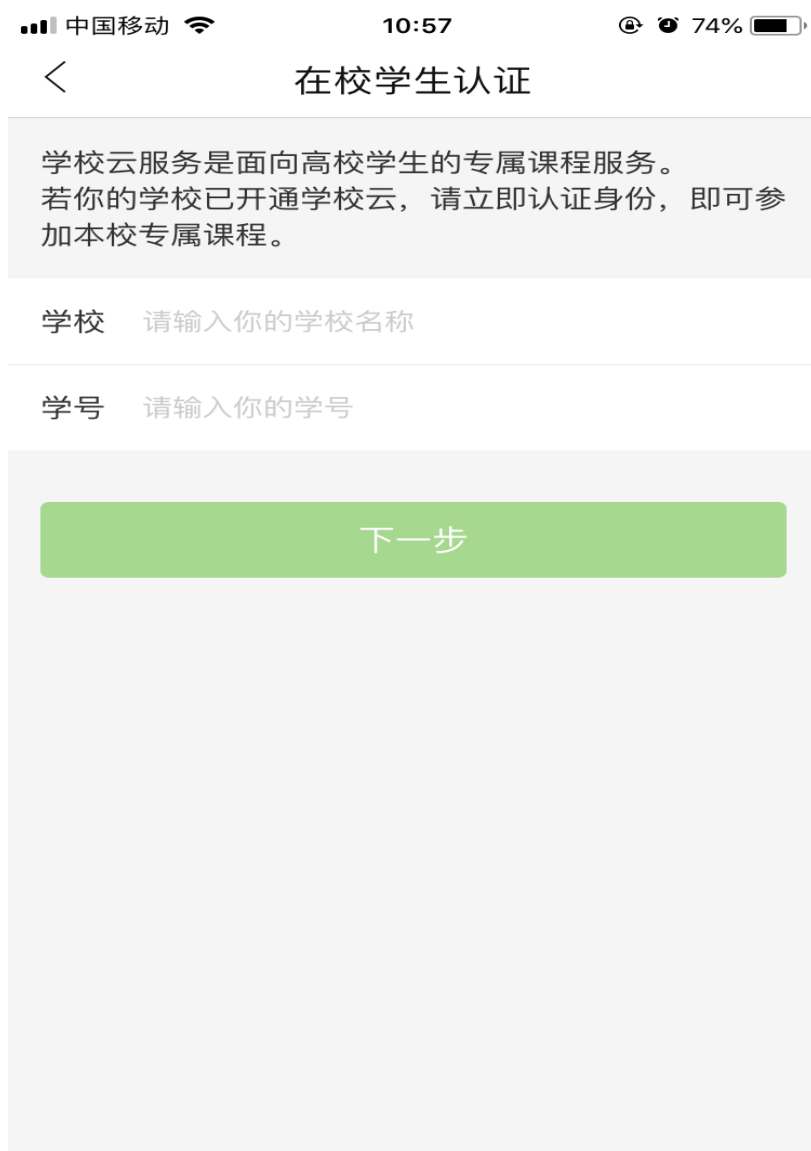 中国移动 10:57 74%
在校学生认证
学校云服务是面向高校学生的专属课程服务。
若你的学校已开通学校云，请立即认证身份，即可参
加本校专属课程。
学校 请输入你的学校名称
学号 请输入你的学号
下一步